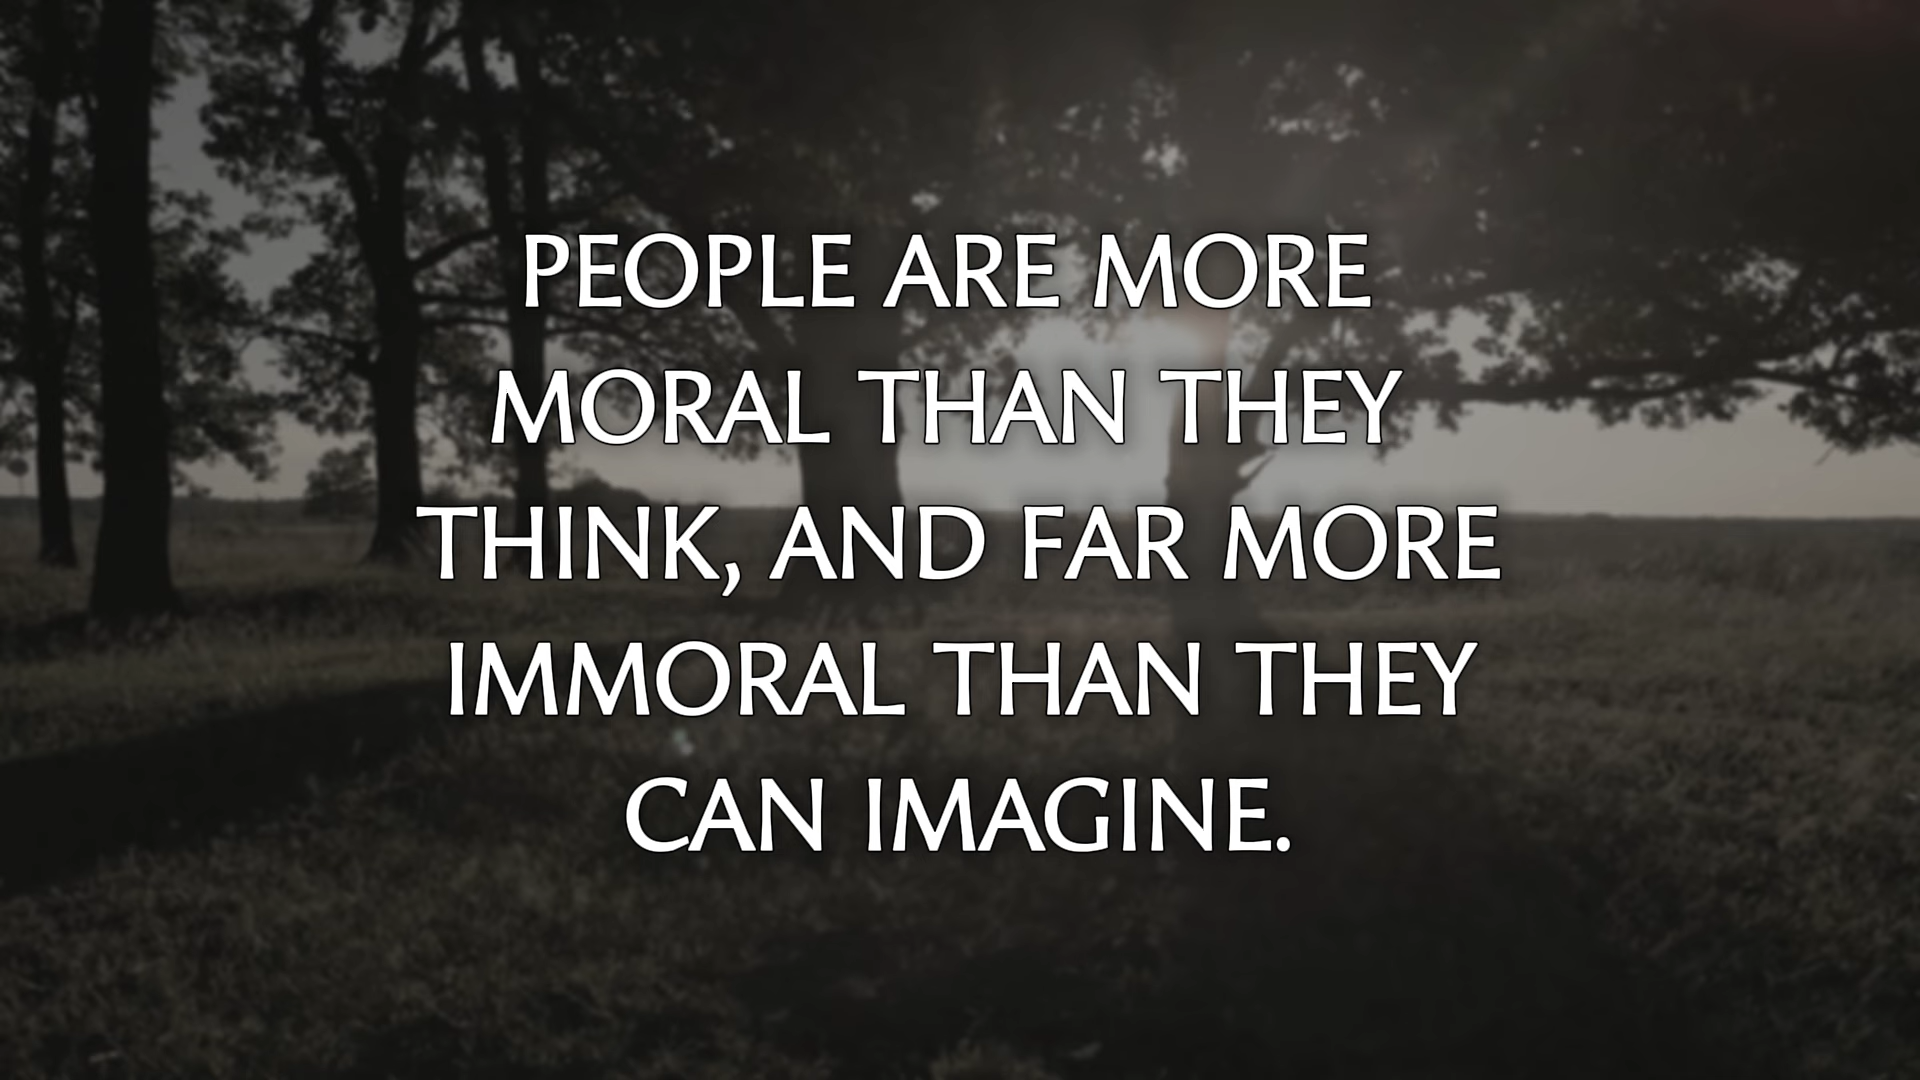 PEOPLE ARE MORE
MORAL THAN THEY
THINK, AND FAR MORE
IMMORAL THAN THEY
CAN IMAGINE.